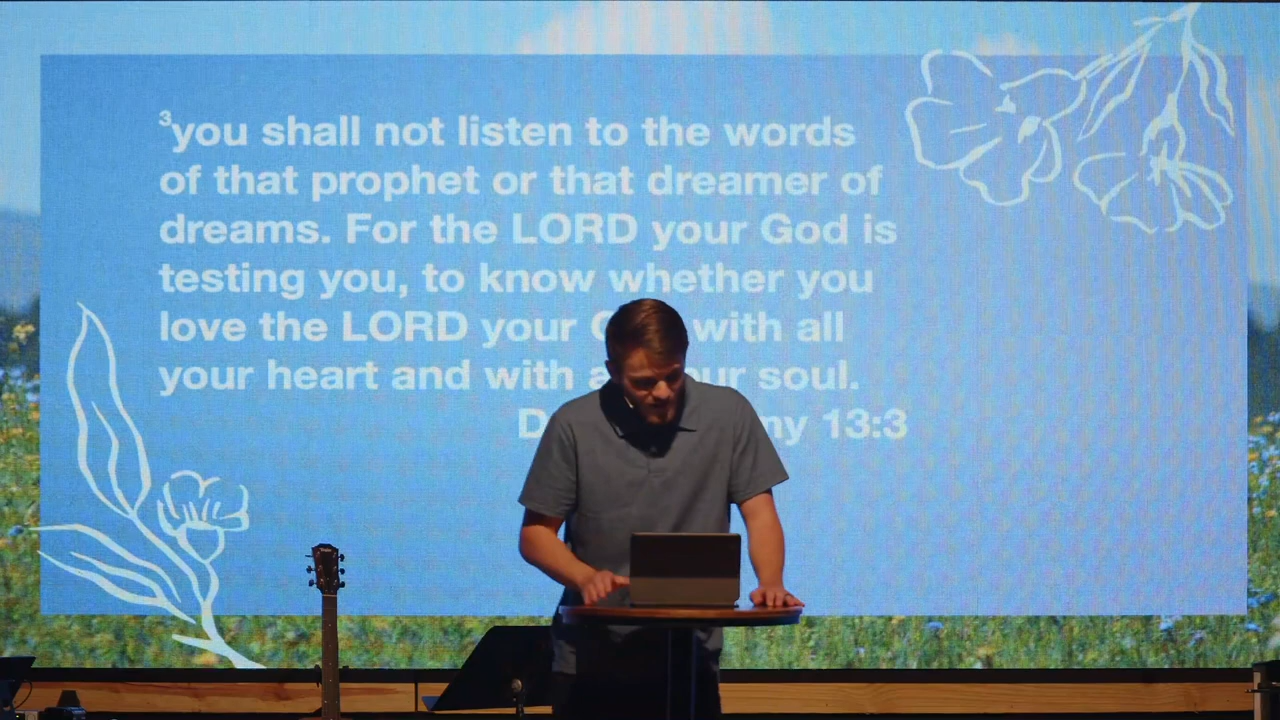 3you shall not listen to the words
of that prophet or that dreamer of
dreams. For the LORD your God is
testing you, to know whether you
love the LORD your with all
your heart and with soul.
13:3